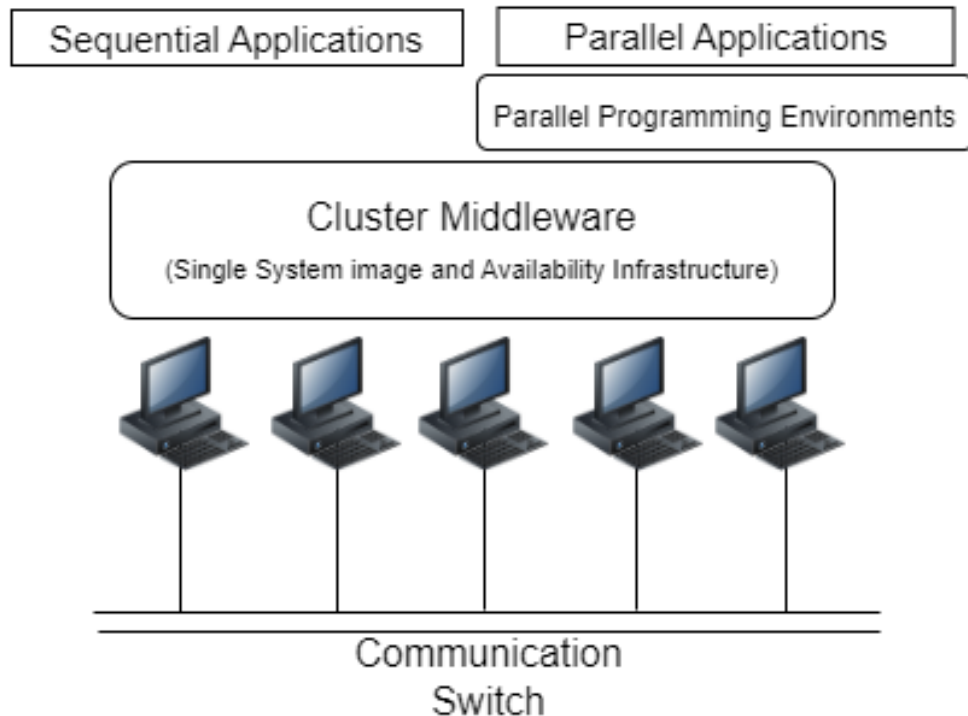 Sequential Applications
Parallel Applications
Parallel Programming Environments
Cluster Middleware
(Single System image and Availability Infrastructure)
Communication
Switch